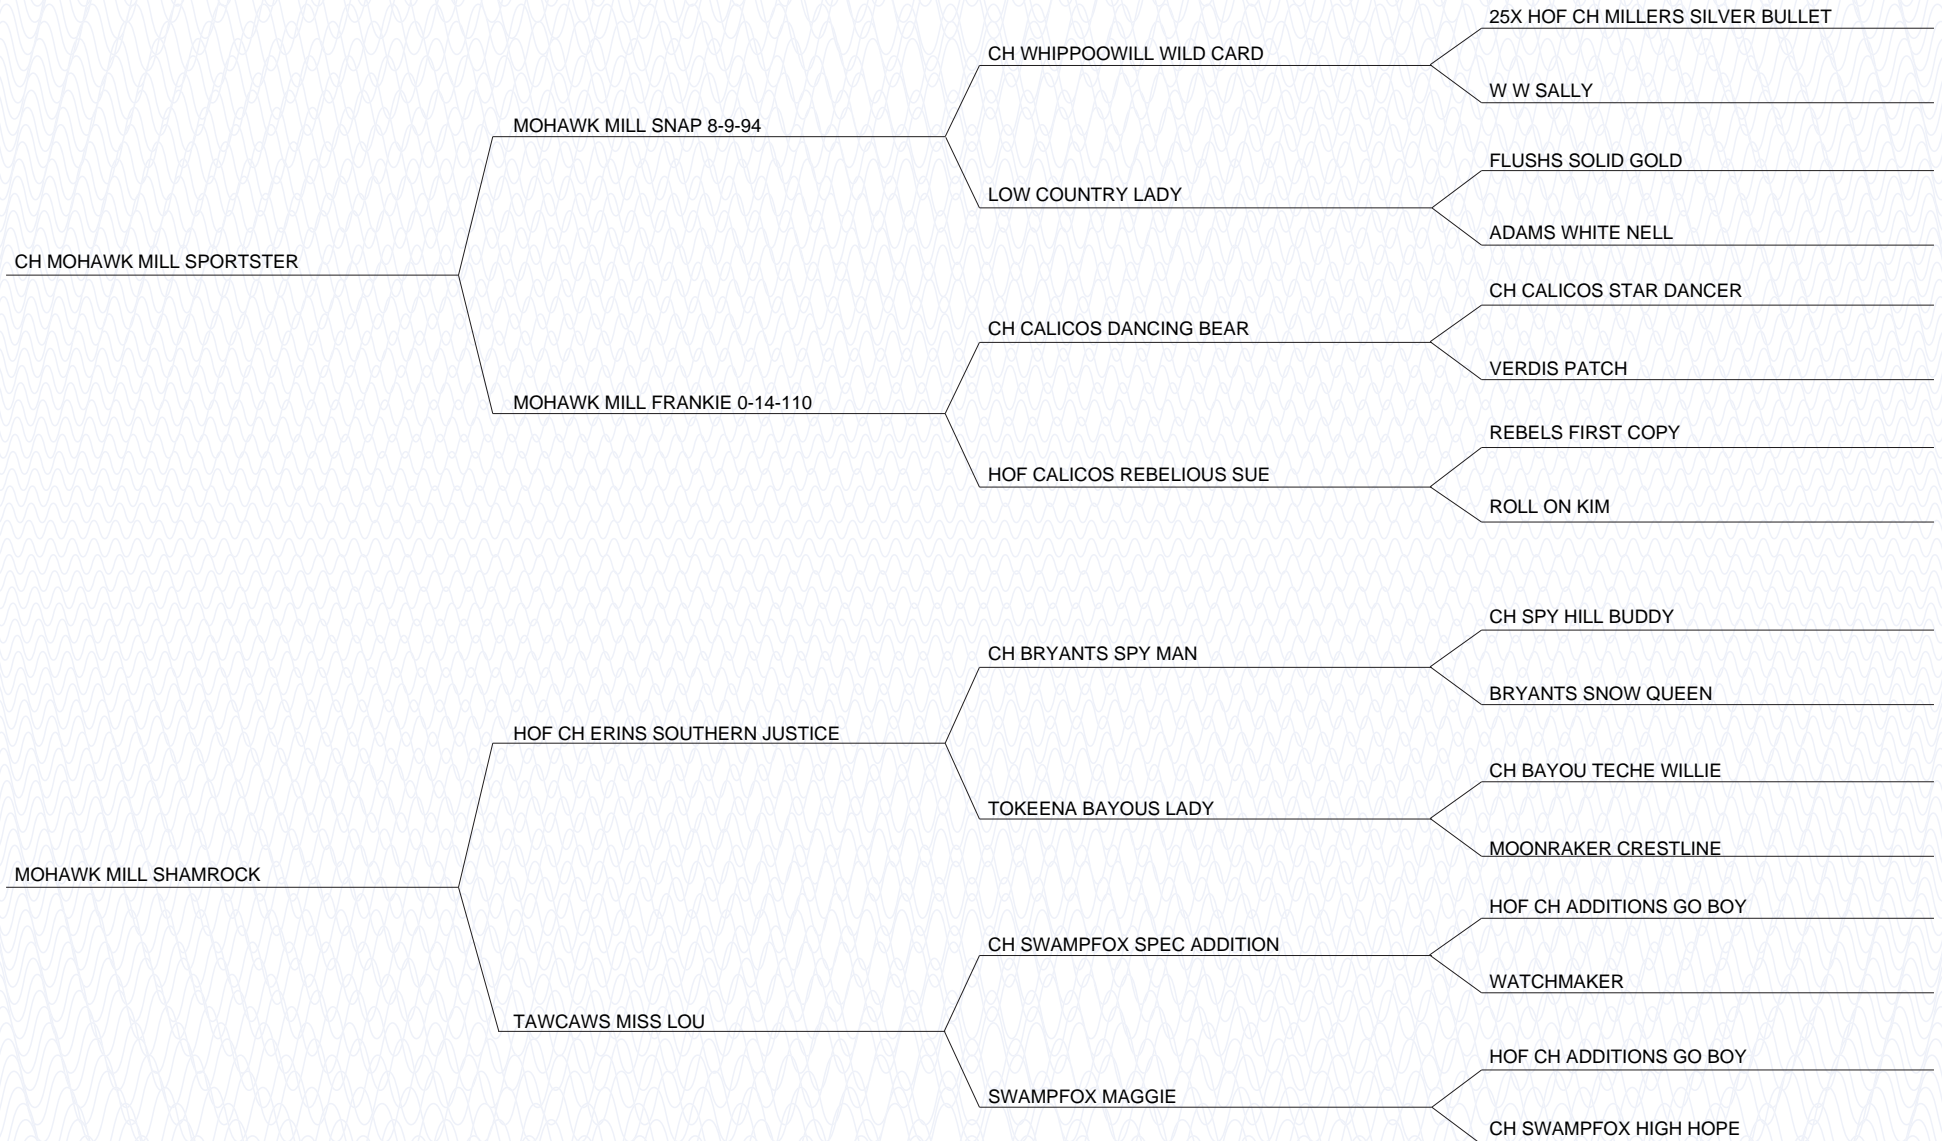 25X HOF CH MILLERS SILVER BULLET
CH WHIPPOOWILL WILD CARD
W W SALLY
MOHAWK MILL SNAP 8-9-94
FLUSHS SOLID GOLD
LOW COUNTRY LADY
ADAMS WHITE NELL
CH MOHAWK MILL SPORTSTER
CH CALICOS STAR DANCER
CH CALICOS DANCING BEAR
VERDIS PATCH
MOHAWK MILL FRANKIE 0-14-110
REBELS FIRST COPY
HOF CALICOS REBELIOUS SUE
ROLL ON KIM
CH SPY HILL BUDDY
CH BRYANTS SPY MAN
BRYANTS SNOW QUEEN
HOF CH ERINS SOUTHERN JUSTICE
CH BAYOU TECHE WILLIE
TOKEENA BAYOUS LADY
MOONRAKER CRESTLINE
MOHAWK MILL SHAMROCK
HOF CH ADDITIONS GO BOY
CH SWAMPFOX SPEC ADDITION
WATCHMAKER
TAWCAWS MISS LOU
HOF CH ADDITIONS GO BOY
SWAMPFOX MAGGIE
CH SWAMPFOX HIGH HOPE